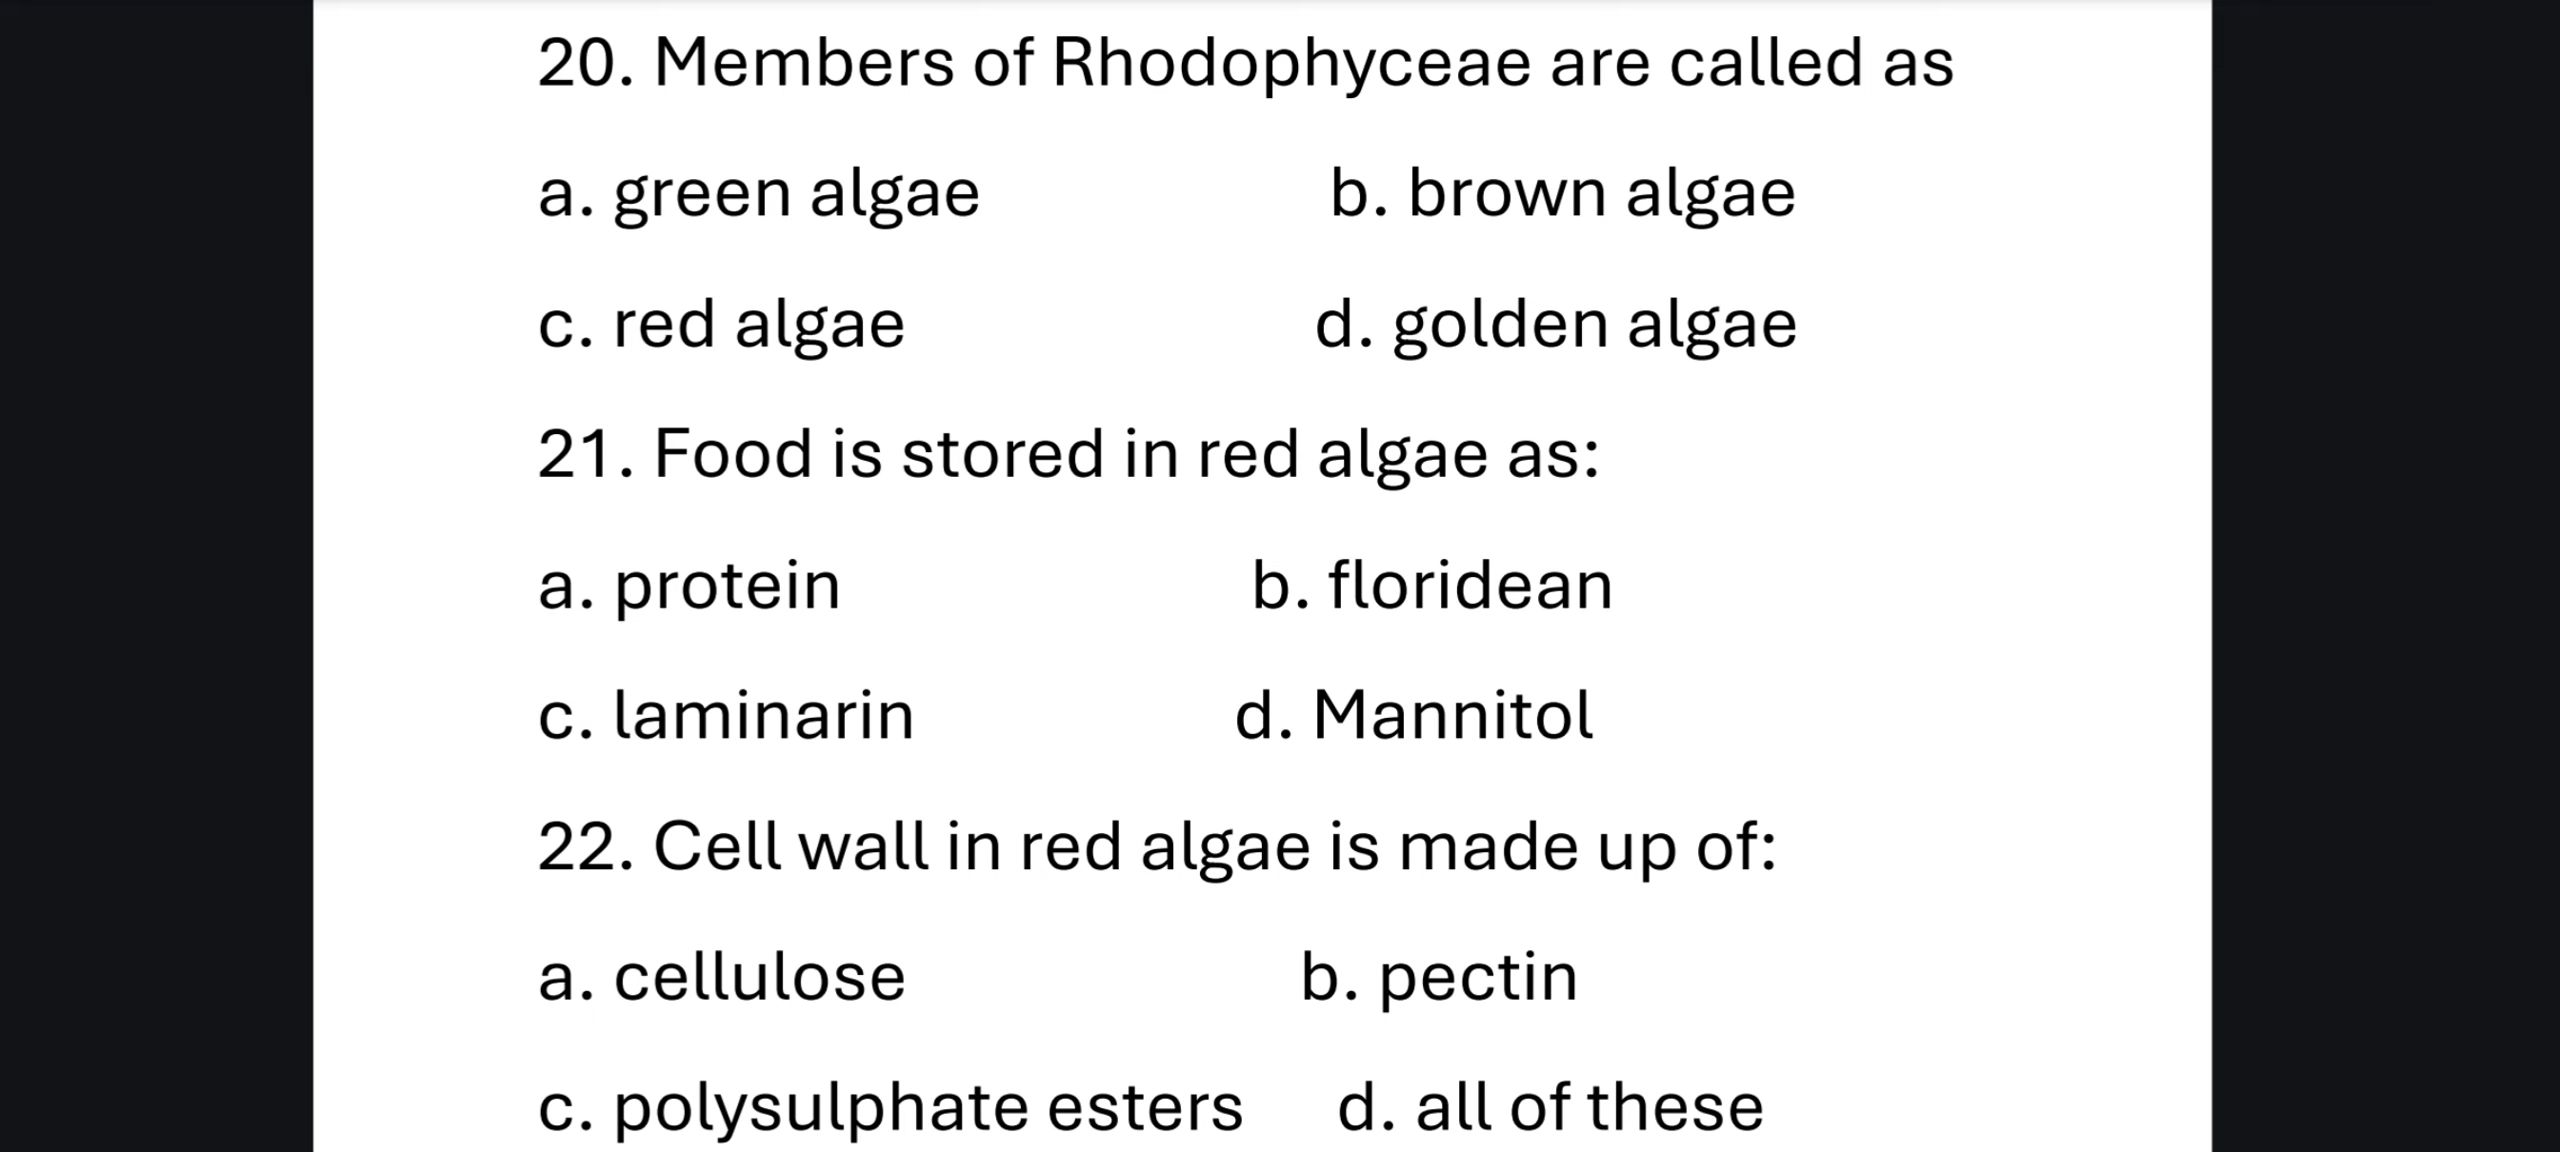 20. Members of Rhodophyceae are called as
a. green algae b. brown algae
c. red algae d. golden algae
21. Food is stored in red algae as:
a. protein b. floridean
c. laminarin d. Mannitol
22. Cell wall in red algae is made up of:
a. cellulose b. pectin
c. polysulphate esters d. all of these